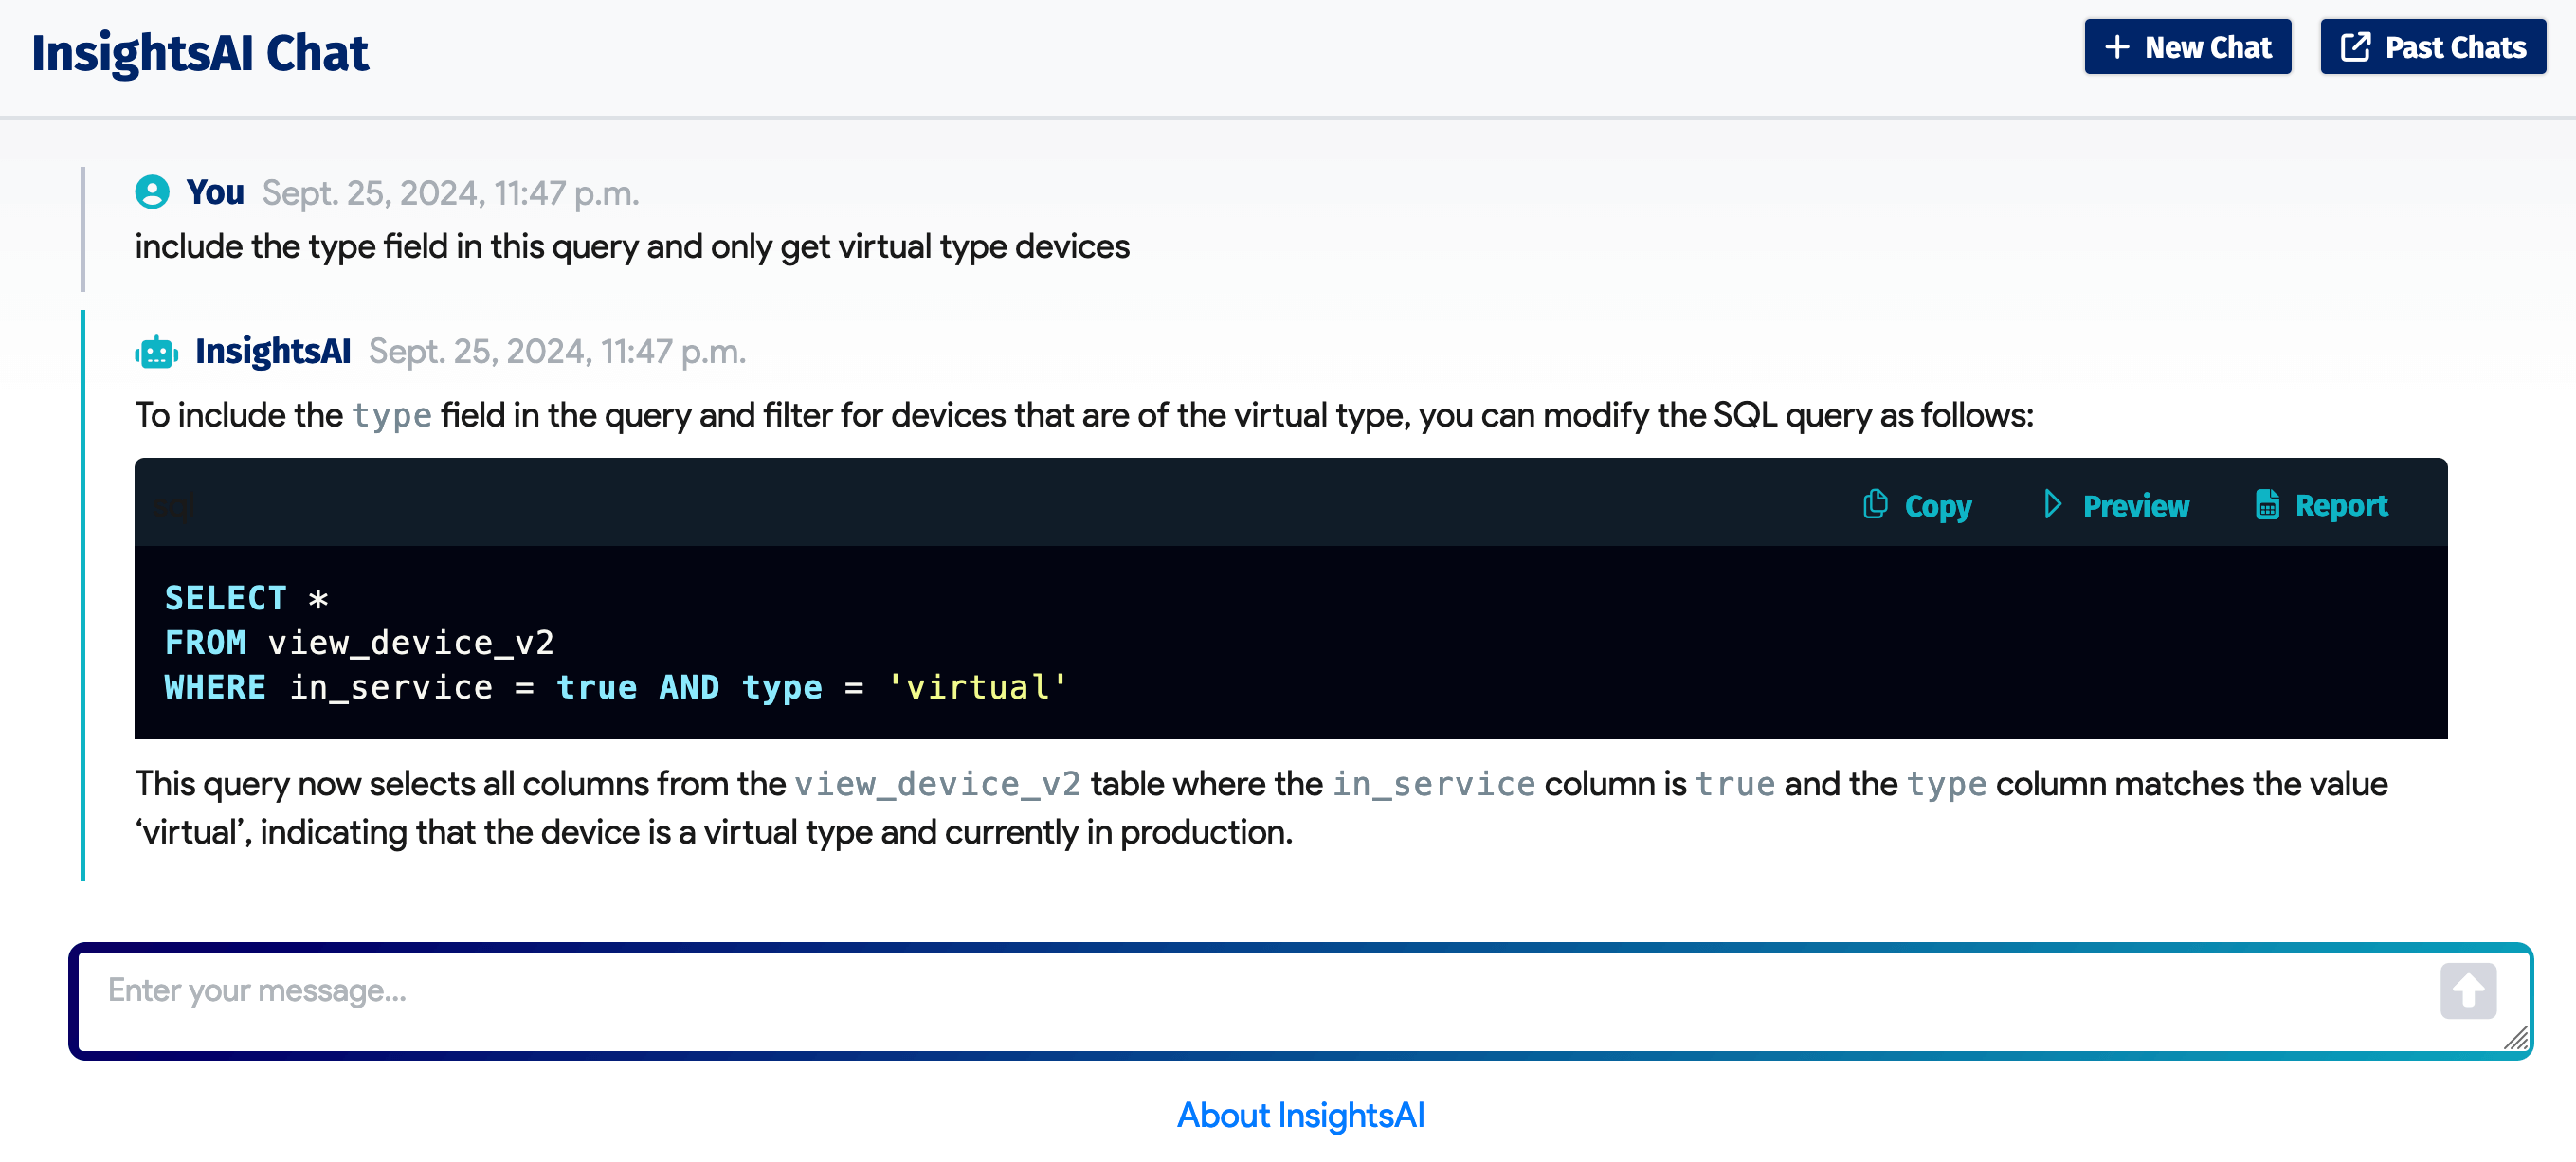 InsightsAI Chat
New Chat
Past Chats
You Sept. 25, 2024, 11:47 p.m.
include the type field in this query and only get virtual type devices
InsightsAI Sept. 25, 2024, 11:47 p.m.
To include the type field in the query and filter for devices that are of the virtual type, you can modify the SQL query as follows:
sql
Copy
Preview
Report
SELECT *
FROM view_device_v2
WHERE in_service = true AND type = 'virtual'
This query now selects all columns from the view_device_v2 table where the in_service column is true and the type column matches the value
‘virtual’, indicating that the device is a virtual type and currently in production.
Enter your message...
About InsightsAI